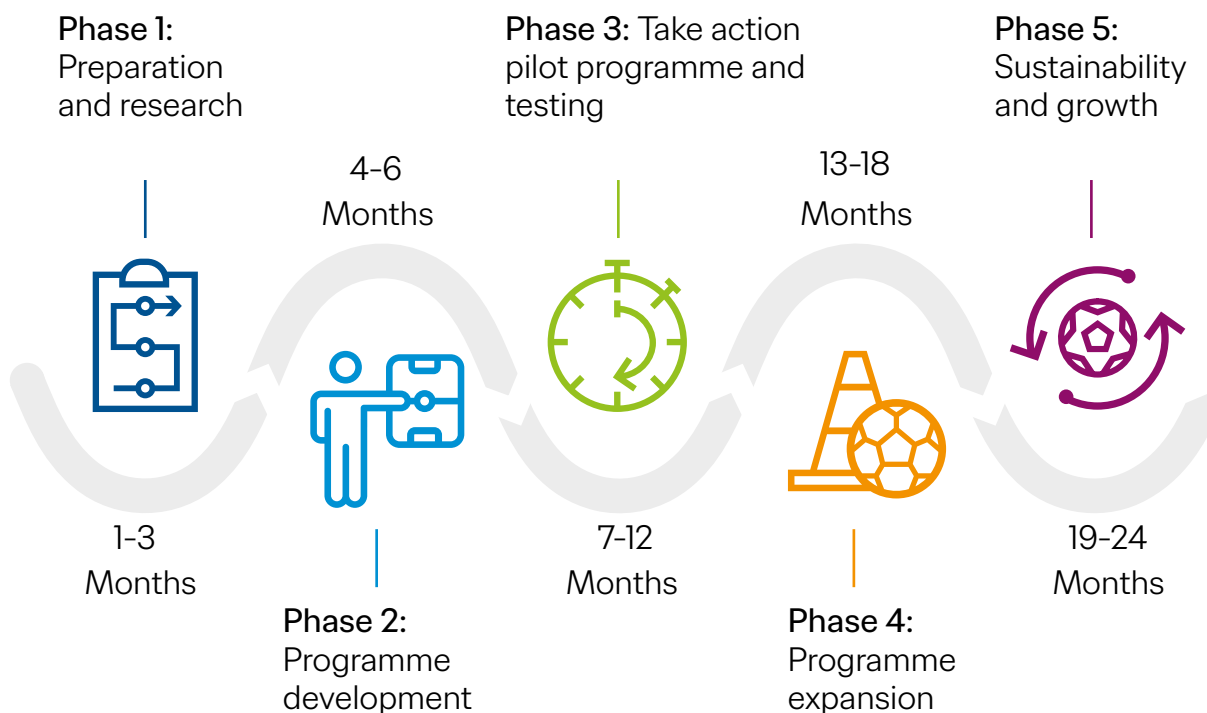 Phase 1:
Preparation
and research
1-3
Months
4-6
Months
Phase 2:
Programme
development
Phase 3: Take action
pilot programme and
testing
7-12
Months
13-18
Months
Phase 4:
Programme
expansion
Phase 5:
Sustainability
and growth
19-24
Months